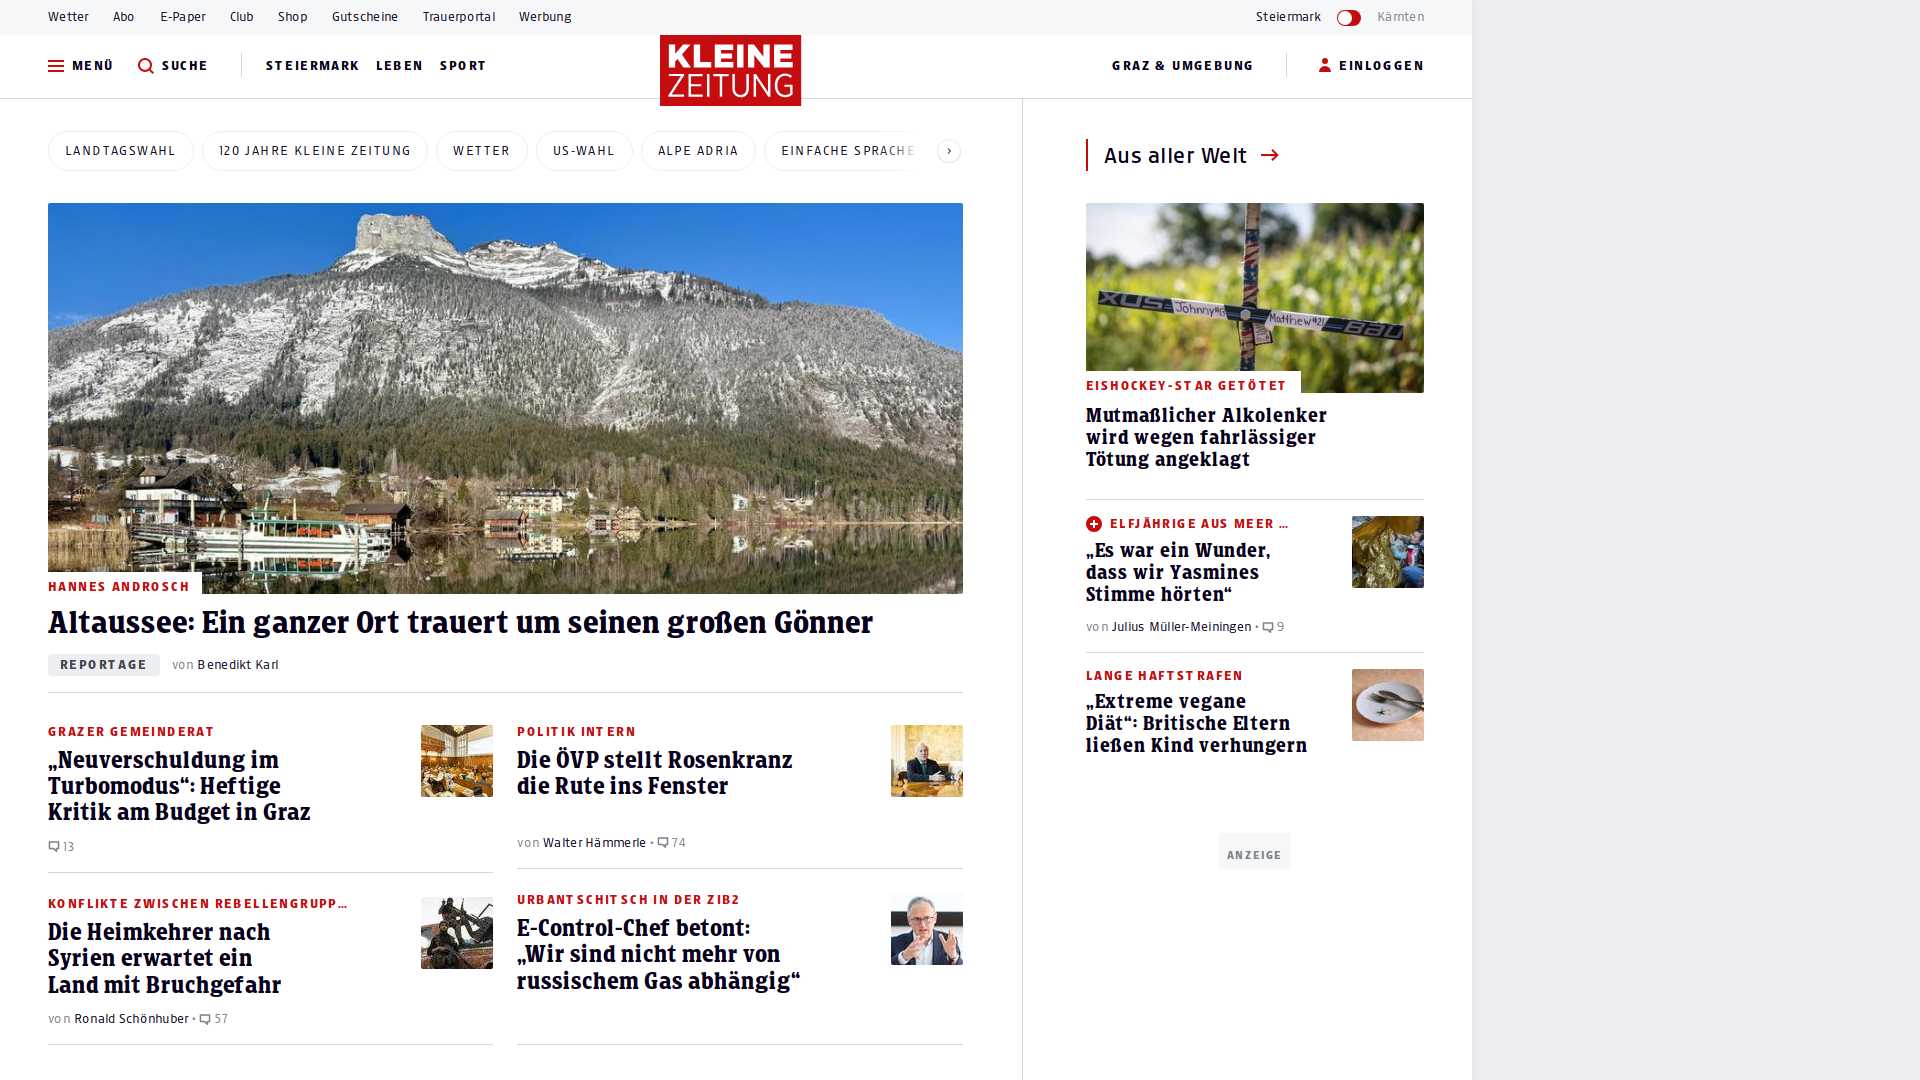 Wetter Abo E-Paper Club Shop Gutscheine Trauerportal Werbung Steiermark Kärnten
MENÜ SUCHE STEIERMARK LEBEN SPORT KLEINE ZEITUNG GRAZ & UMGEBUNG EINLOGGEN
LANDTAGSWAHL 120 JAHRE KLEINE ZEITUNG WETTER US-WAHL ALPE ADRIA EINFACHE SPRACHE
HANNES ANDROSCH
Altaussee: Ein ganzer Ort trauert um seinen großen Gönner
REPORTAGE von Benedikt Karl
GRAZER GEMEINDERAT
„Neuverschuldung im
Turbomodus“: Heftige
Kritik am Budget in Graz
13
POLITIK INTERN
Die ÖVP stellt Rosenkranz
die Rute ins Fenster
von Walter Hämmerle • 74
KONFLIKTE ZWISCHEN REBELLENGRUPP…
Die Heimkehrer nach
Syrien erwartet ein
Land mit Bruchgefahr
von Ronald Schönhuber • 57
URBANTSCHITSCH IN DER ZIB2
E-Control-Chef betont:
„Wir sind nicht mehr von
russischem Gas abhängig“
Aus aller Welt
XUS
Johnny
Matthew #21
BAU
EISHOCKEY-STAR GETÖTET
Mutmaßlicher Alkolenker
wird wegen fahrlässiger
Tötung angeklagt
ELFJÄHRIGE AUS MEER …
„Es war ein Wunder,
dass wir Yasmines
Stimme hörten“
von Julius Müller-Meiningen • 9
LANGE HAFTSTRAFEN
„Extreme vegane
Diät“: Britische Eltern
ließen Kind verhungern
ANZEIGE